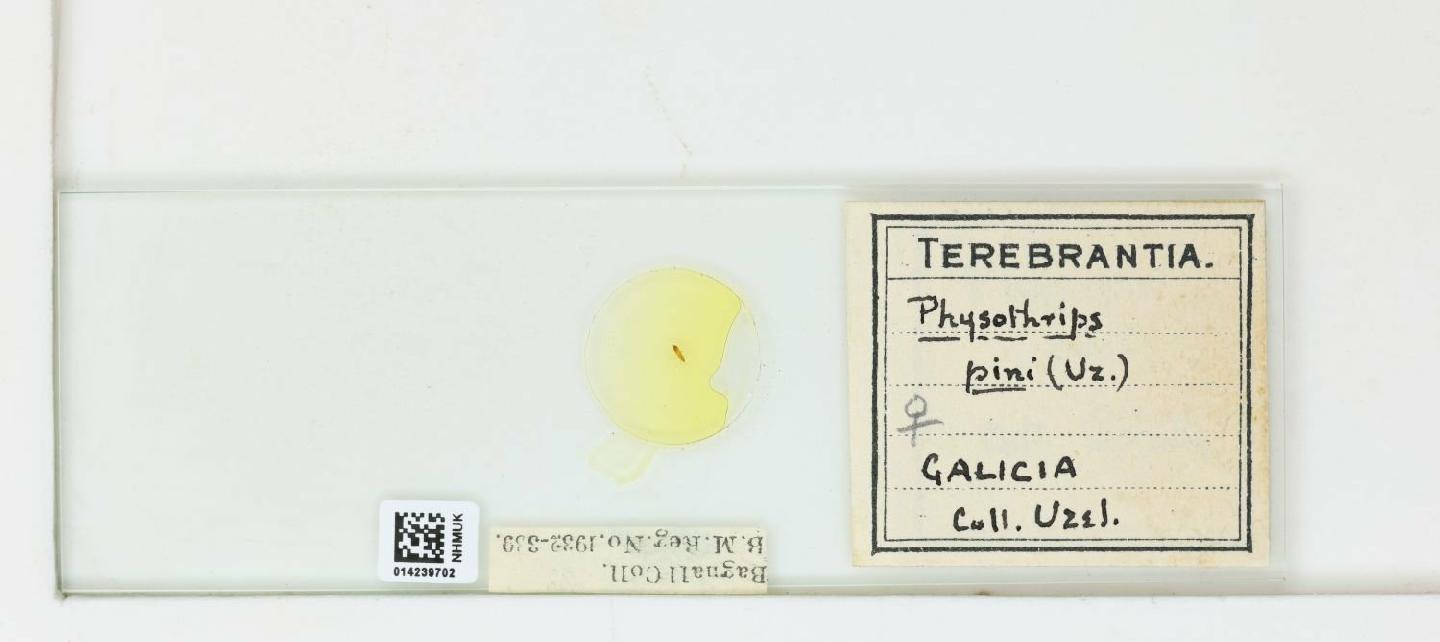 TEREBRANTIA.
Physothrips
pini (Uz.)
♀
GALICIA
Coll. Uzel.
NHMUK
014239702
Bagnall Coll.
B.M. Reg. No. 1932-339.